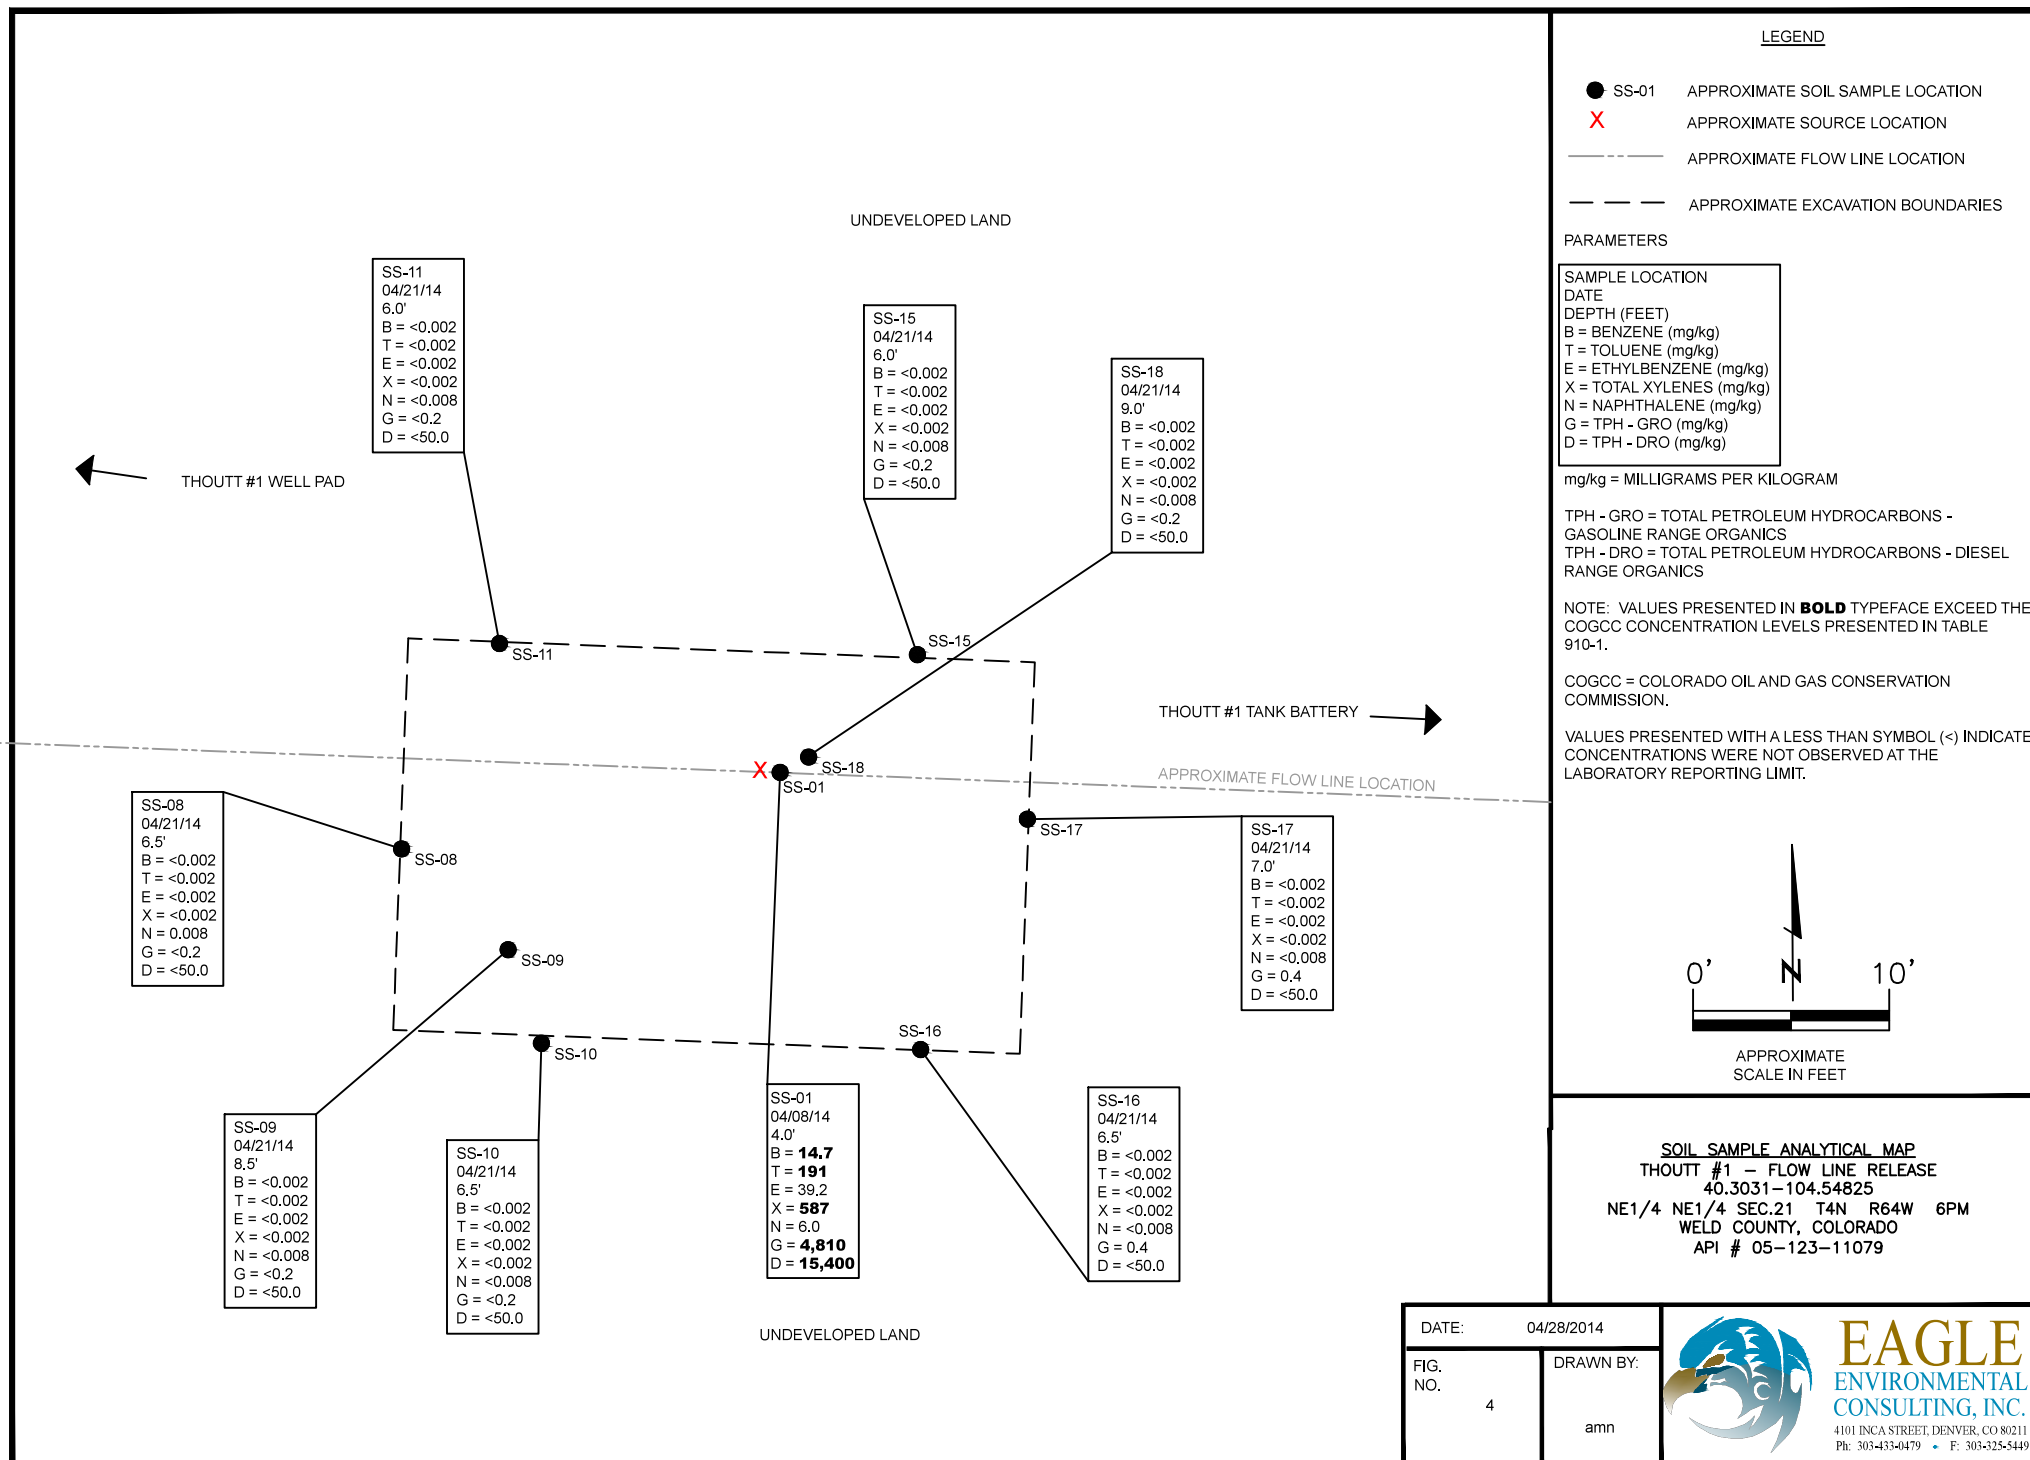 UNDEVELOPED LAND
SS-11
04/21/14
6.0'
B = <0.002
T = <0.002
E = <0.002
X = <0.002
N = <0.008
G = <0.2
D = <50.0
SS-15
04/21/14
6.0'
B = <0.002
T = <0.002
E = <0.002
X = <0.002
N = <0.008
G = <0.2
D = <50.0
SS-18
04/21/14
9.0'
B = <0.002
T = <0.002
E = <0.002
X = <0.002
N = <0.008
G = <0.2
D = <50.0
THOUTT #1 WELL PAD
SS-11
SS-15
THOUTT #1 TANK BATTERY
X
SS-18
SS-01
APPROXIMATE FLOW LINE LOCATION
SS-08
04/21/14
6.5'
B = <0.002
T = <0.002
E = <0.002
X = <0.002
N = 0.008
G = <0.2
D = <50.0
SS-08
SS-17
SS-17
04/21/14
7.0'
B = <0.002
T = <0.002
E = <0.002
X = <0.002
N = <0.008
G = 0.4
D = <50.0
SS-09
SS-10
SS-16
SS-09
04/21/14
8.5'
B = <0.002
T = <0.002
E = <0.002
X = <0.002
N = <0.008
G = <0.2
D = <50.0
SS-10
04/21/14
6.5'
B = <0.002
T = <0.002
E = <0.002
X = <0.002
N = <0.008
G = <0.2
D = <50.0
SS-01
04/08/14
4.0'
B = 14.7
T = 191
E = 39.2
X = 587
N = 6.0
G = 4,810
D = 15,400
SS-16
04/21/14
6.5'
B = <0.002
T = <0.002
E = <0.002
X = <0.002
N = <0.008
G = 0.4
D = <50.0
UNDEVELOPED LAND
LEGEND
SS-01 APPROXIMATE SOIL SAMPLE LOCATION
X APPROXIMATE SOURCE LOCATION
APPROXIMATE FLOW LINE LOCATION
APPROXIMATE EXCAVATION BOUNDARIES
PARAMETERS
SAMPLE LOCATION
DATE
DEPTH (FEET)
B = BENZENE (mg/kg)
T = TOLUENE (mg/kg)
E = ETHYLBENZENE (mg/kg)
X = TOTAL XYLENES (mg/kg)
N = NAPHTHALENE (mg/kg)
G = TPH - GRO (mg/kg)
D = TPH - DRO (mg/kg)
mg/kg = MILLIGRAMS PER KILOGRAM
TPH - GRO = TOTAL PETROLEUM HYDROCARBONS -
GASOLINE RANGE ORGANICS
TPH - DRO = TOTAL PETROLEUM HYDROCARBONS - DIESEL
RANGE ORGANICS
NOTE: VALUES PRESENTED IN BOLD TYPEFACE EXCEED THE
COGCC CONCENTRATION LEVELS PRESENTED IN TABLE
910-1.
COGCC = COLORADO OIL AND GAS CONSERVATION
COMMISSION.
VALUES PRESENTED WITH A LESS THAN SYMBOL (<) INDICATE
CONCENTRATIONS WERE NOT OBSERVED AT THE
LABORATORY REPORTING LIMIT.
0' N 10'
APPROXIMATE
SCALE IN FEET
SOIL SAMPLE ANALYTICAL MAP
THOUTT #1 – FLOW LINE RELEASE
40.3031-104.54825
NE1/4 NE1/4 SEC.21 T4N R64W 6PM
WELD COUNTY, COLORADO
API # 05-123-11079
DATE: 04/28/2014
FIG.
NO.
4
DRAWN BY:
amn
EAGLE
ENVIRONMENTAL
CONSULTING, INC.
4101 INCA STREET, DENVER, CO 80211
Ph: 303-433-0479 • F: 303-325-5449